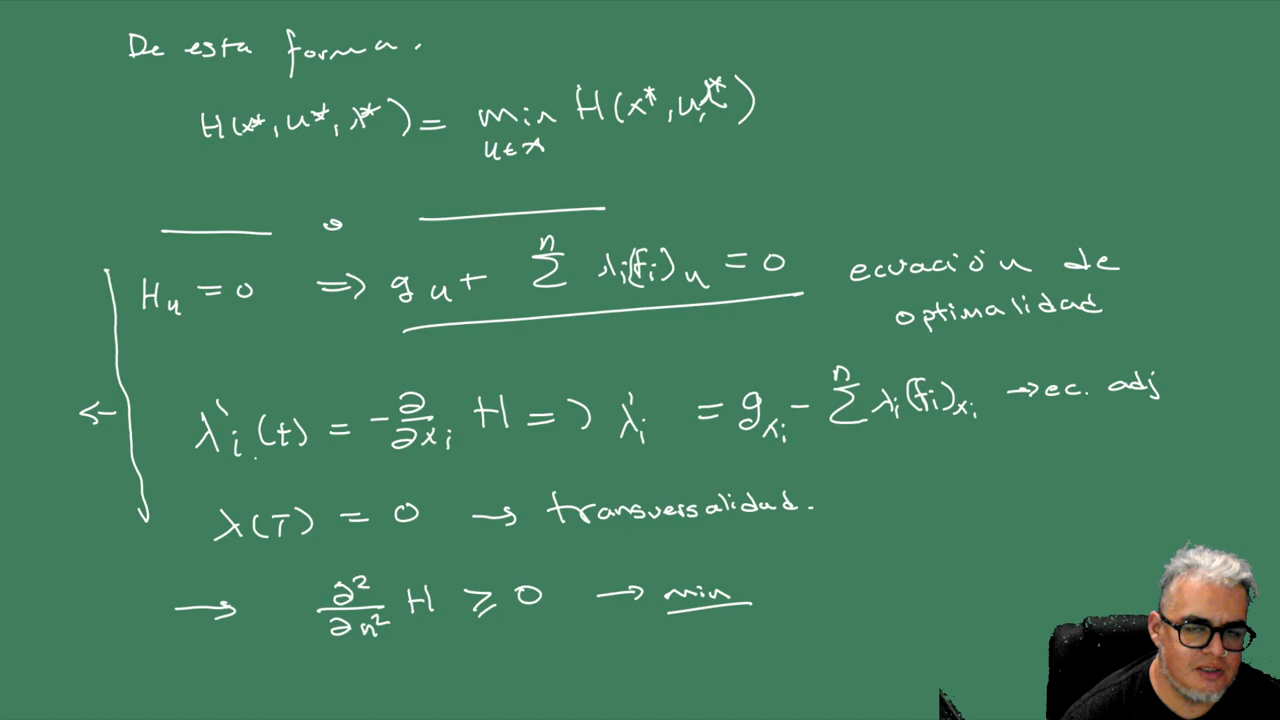 De esta forma.
H(x*, u*, λ*) = min H(x*, u, λ*)
u ∈ A
H_u = 0 => g_u + ∑^n λ_i(f_i)_u = 0 ecuación de
optimalidad
λ'_i(t) = -∂/∂x_i H => λ'_i = g_{x_i} - ∑^n λ_i(f_i)_{x_i} → ec. adj
λ(T) = 0 → transversalidad.
→ ∂²/∂u² H ≥ 0 → min